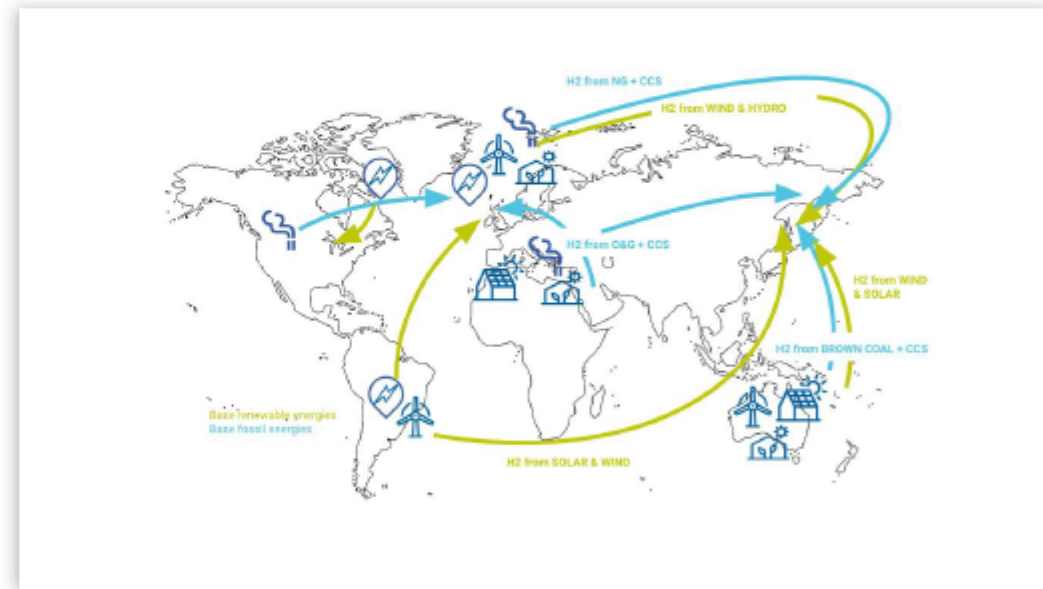 H2 from NG + CCS
H2 from WIND & HYDRO
H2 from O&G + CCS
H2 from WIND
& SOLAR
H2 from BROWN COAL + CCS
Base renewable energies
Base fossil energies
H2 from SOLAR & WIND